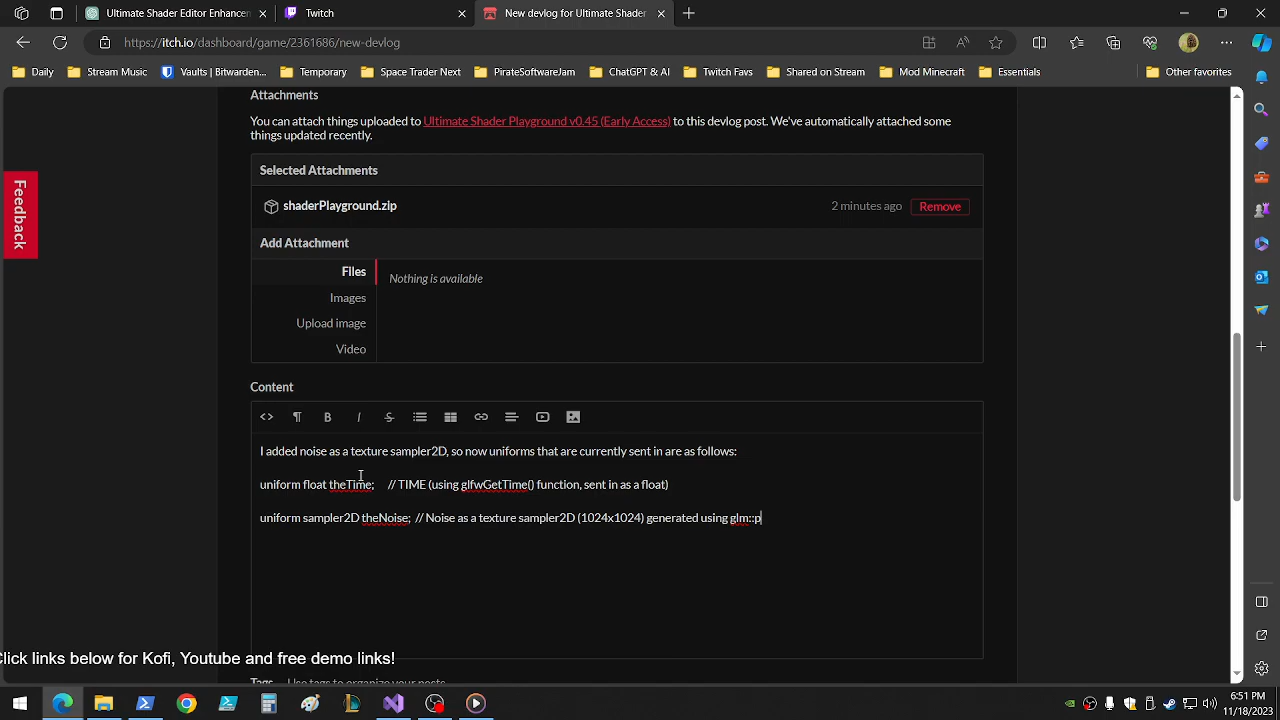 Ultimate Shader Editor Enhancen
Twitch
New devlog for Ultimate Shader
https://itch.io/dashboard/game/2361686/new-devlog
Daily
Stream Music
Vaults | Bitwarden...
Temporary
Space Trader Next
PirateSoftwareJam
ChatGPT & AI
Twitch Favs
Shared on Stream
Mod Minecraft
Essentials
Other favorites
Feedback
Attachments
You can attach things uploaded to Ultimate Shader Playground v0.45 (Early Access) to this devlog post. We've automatically attached some
things updated recently.
Selected Attachments
shaderPlayground.zip
2 minutes ago
Remove
Add Attachment
Files
Nothing is available
Images
Upload image
Video
Content
I added noise as a texture sampler2D, so now uniforms that are currently sent in are as follows:
uniform float theTime; // TIME (using glfwGetTime() function, sent in as a float)
uniform sampler2D theNoise; // Noise as a texture sampler2D (1024x1024) generated using glm::p
Click links below for Kofi, Youtube and free demo links!
Tags Use tags to organize your posts
6:51 PM
11/18/2023